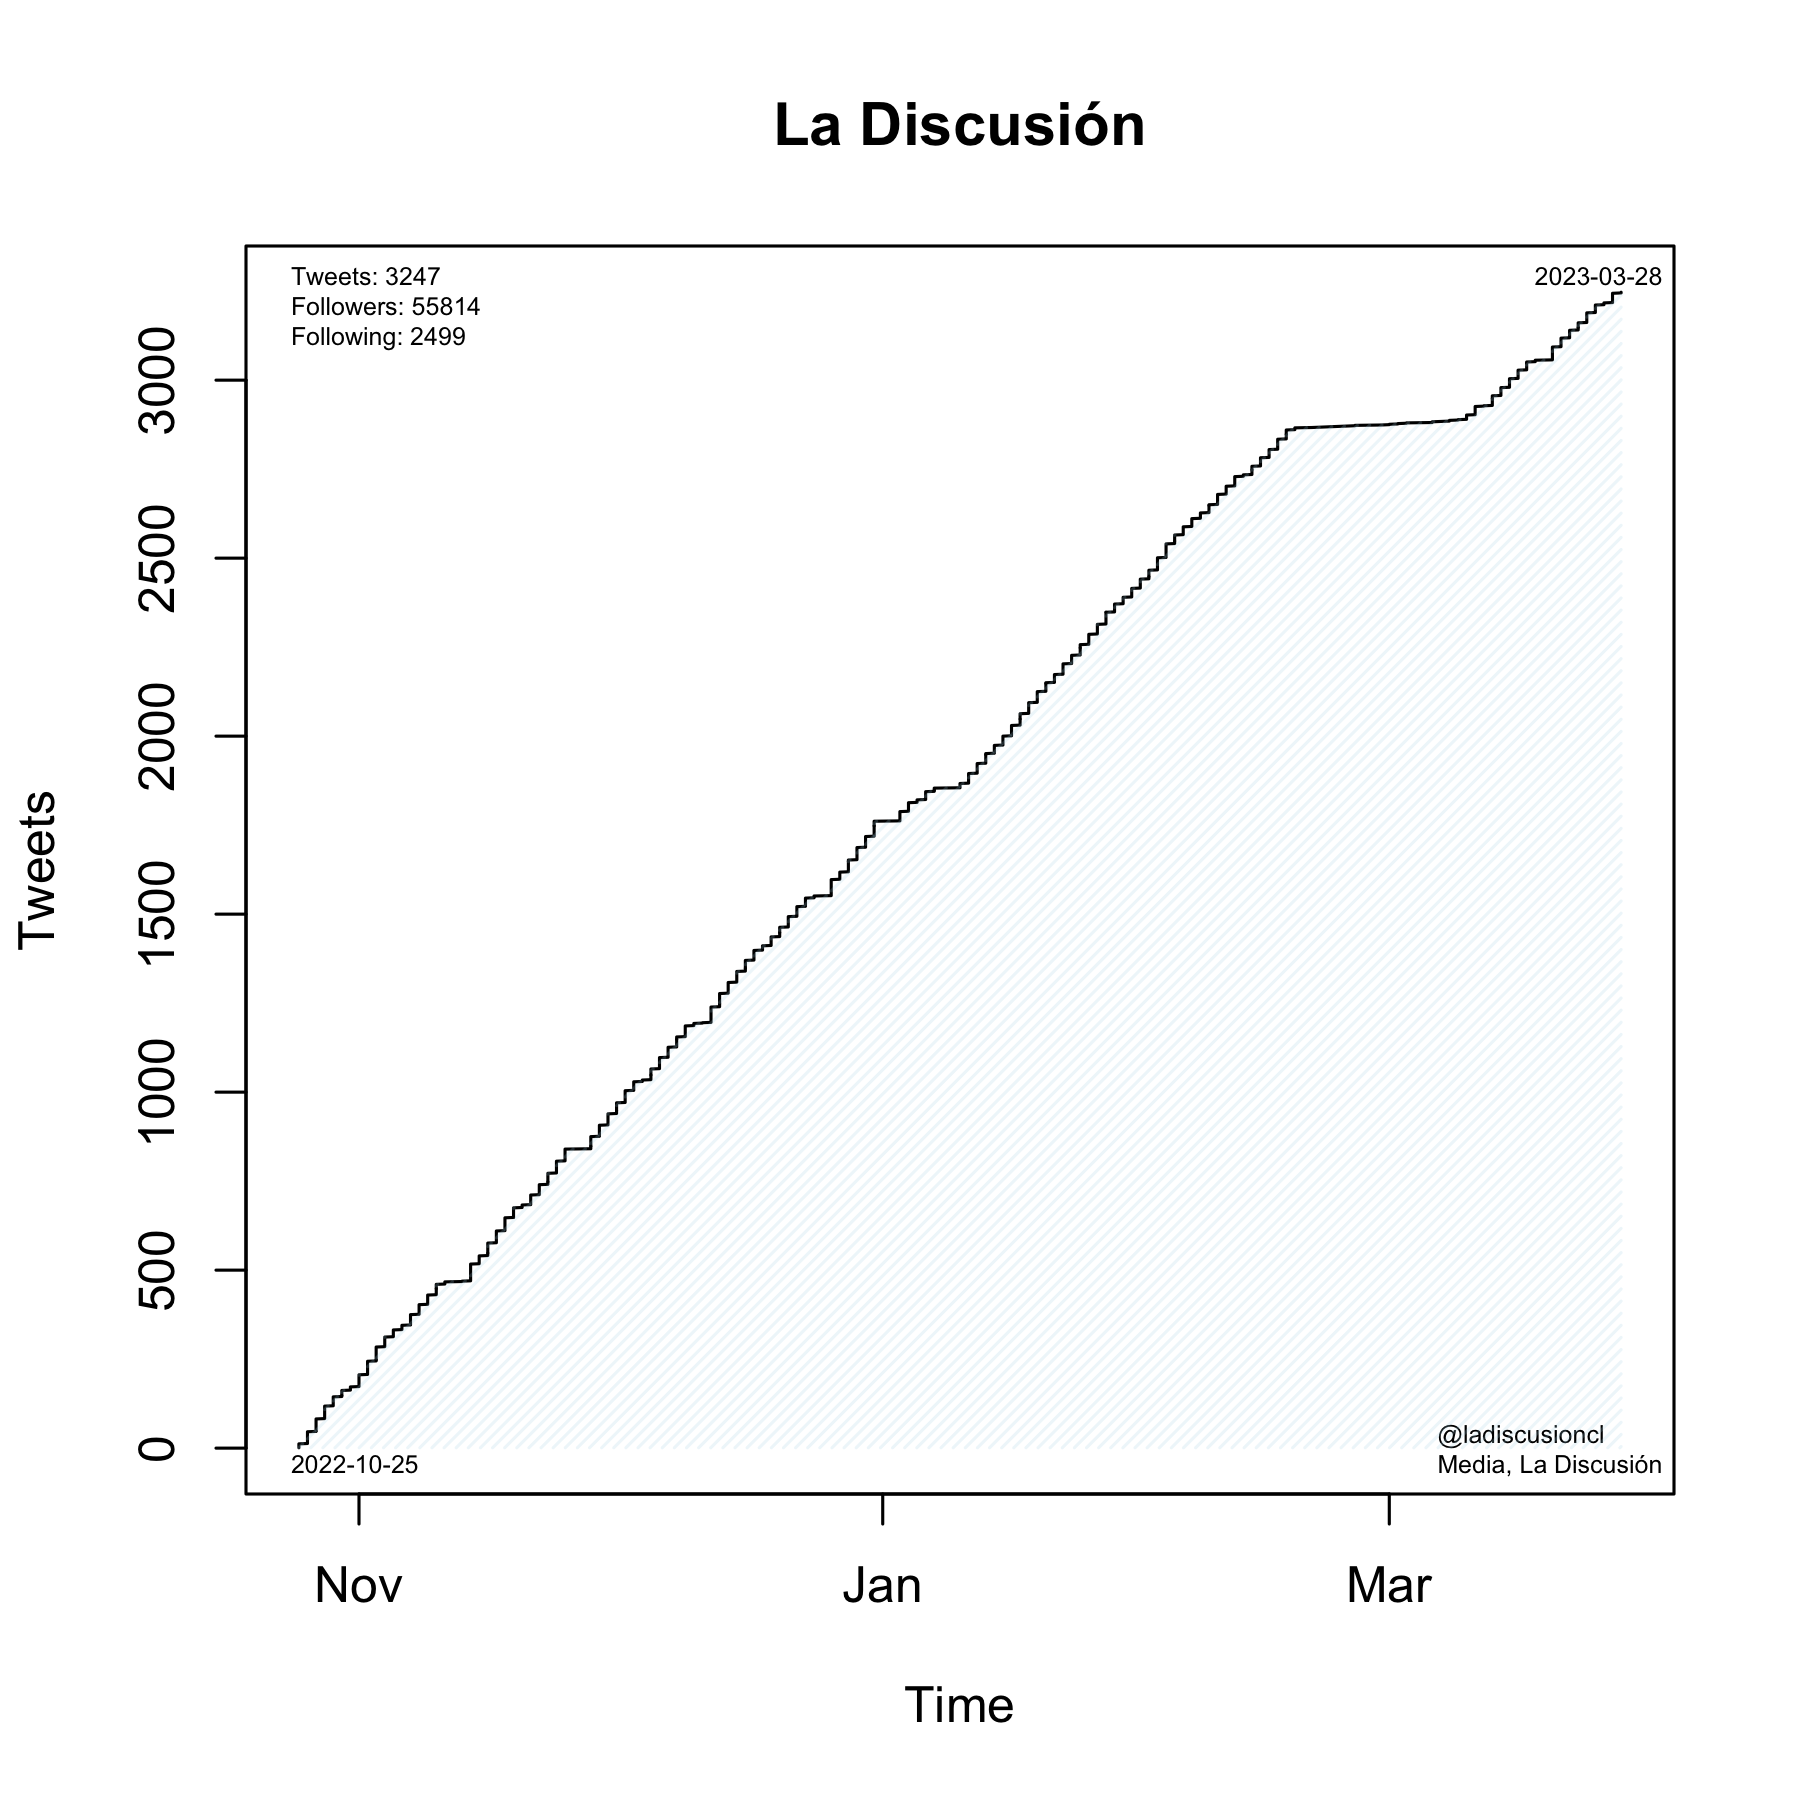 La Discusión
Tweets: 3247
Followers: 55814
Following: 2499
2023-03-28
3000
2500
2000
1500
1000
500
0
Tweets
2022-10-25
@ladiscusioncl
Media, La Discusión
Nov
Jan
Mar
Time